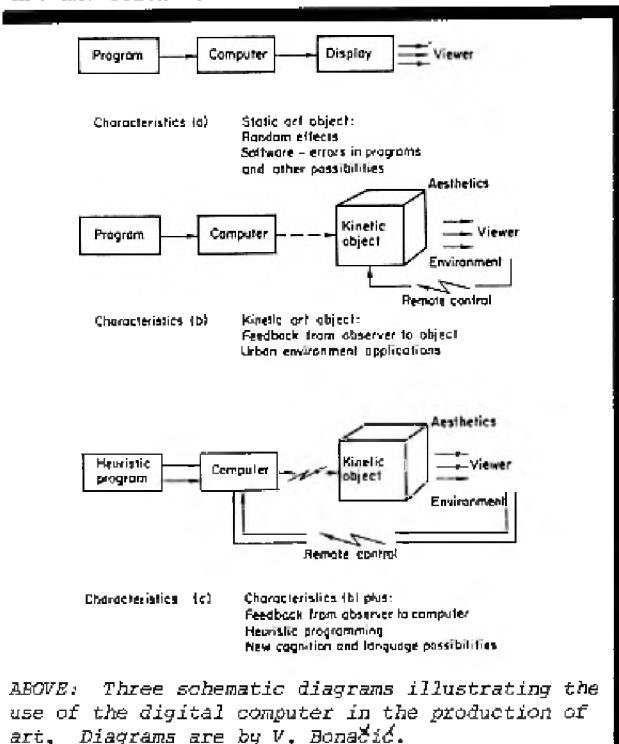 Program Computer Display Viewer
Characteristics (a) Static art object:
Random effects
Software – errors in programs
and other possibilities
Aesthetics
Program Computer Kinetic object Viewer
Environment
Remote control
Characteristics (b) Kinetic art object:
Feedback from observer to object
Urban environment applications
Aesthetics
Heuristic program Computer Kinetic object Viewer
Environment
Remote control
Characteristics (c) Characteristics (b) plus:
Feedback from observer to computer
Heuristic programming
New cognition and language possibilities
ABOVE: Three schematic diagrams illustrating the
use of the digital computer in the production of
art. Diagrams are by V. Bonačić.